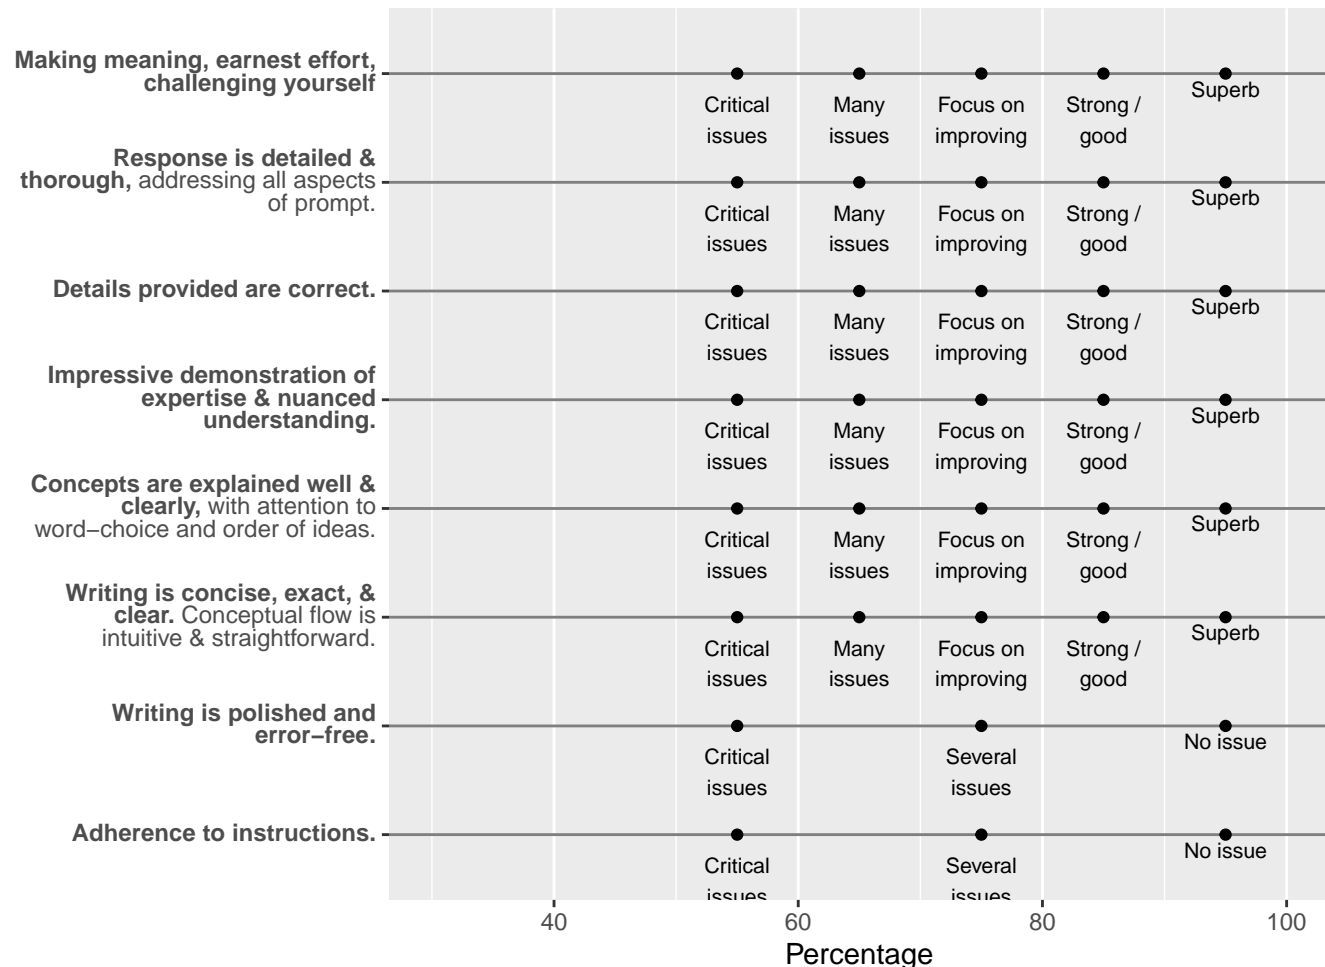 Making meaning, earnest effort,
challenging yourself
Critical
issues
Many
issues
Focus on
improving
Strong /
good
Superb
Response is detailed &
thorough, addressing all aspects
of prompt.
Critical
issues
Many
issues
Focus on
improving
Strong /
good
Superb
Details provided are correct.
Critical
issues
Many
issues
Focus on
improving
Strong /
good
Superb
Impressive demonstration of
expertise & nuanced
understanding.
Critical
issues
Many
issues
Focus on
improving
Strong /
good
Superb
Concepts are explained well &
clearly, with attention to
word−choice and order of ideas.
Critical
issues
Many
issues
Focus on
improving
Strong /
good
Superb
Writing is concise, exact, &
clear. Conceptual flow is
intuitive & straightforward.
Critical
issues
Many
issues
Focus on
improving
Strong /
good
Superb
Writing is polished and
error−free.
Critical
issues
Several
issues
No issue
Adherence to instructions.
Critical
issues
Several
issues
No issue
40
60
80
100
Percentage